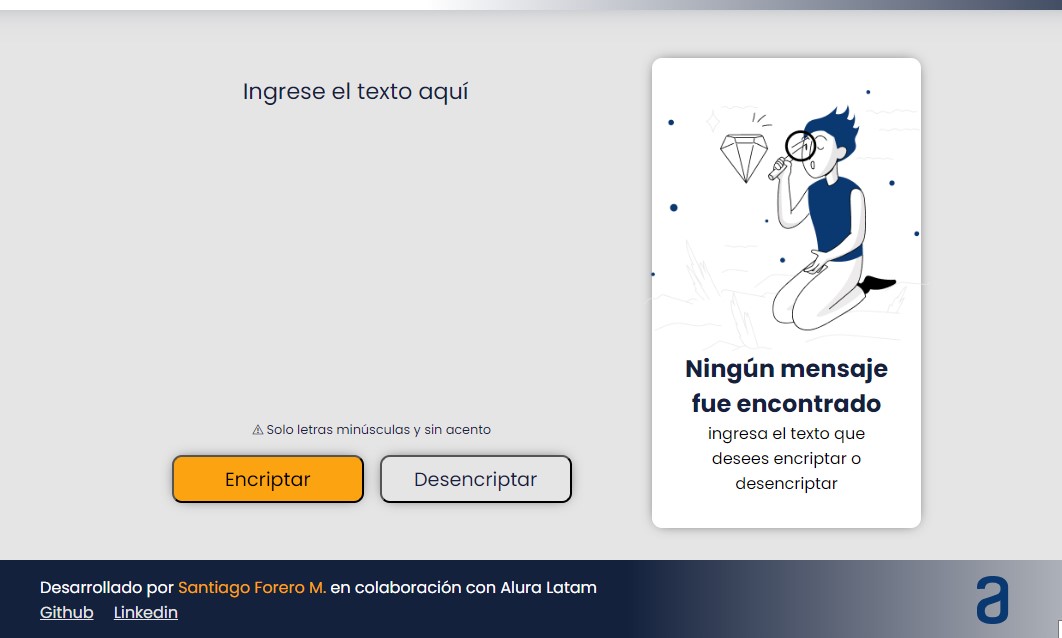 Ingrese el texto aquí
Ningún mensaje
fue encontrado
ingresa el texto que
desees encriptar o
desencriptar
⚠ Solo letras minúsculas y sin acento
Encriptar
Desencriptar
Desarrollado por Santiago Forero M. en colaboración con Alura Latam
Github
Linkedin
a